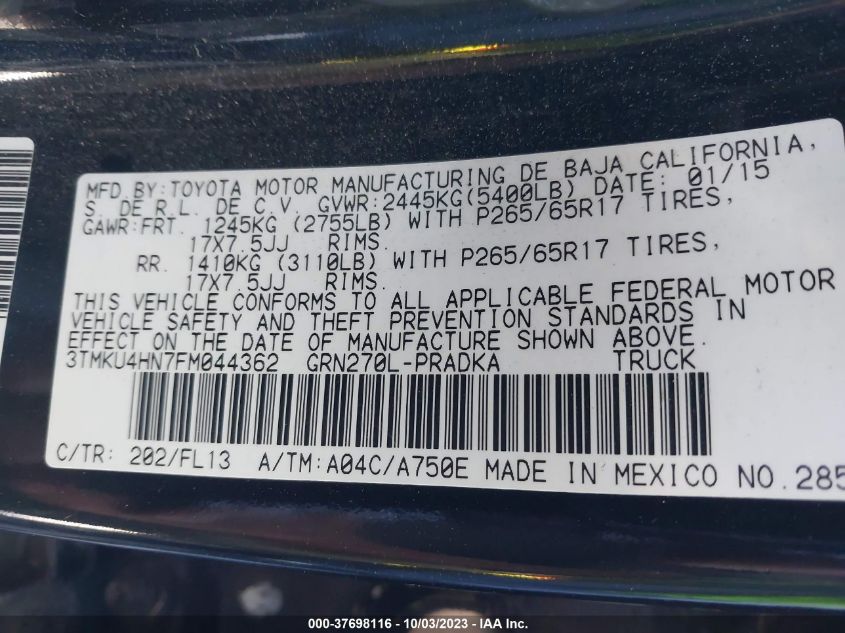 MFD.BY:TOYOTA MOTOR MANUFACTURING DE BAJA CALIFORNIA,
S. DE R.L. DE C.V. GVWR:2445KG(5400LB) DATE: 01/15
GAWR:FRT. 1245KG (2755LB) WITH P265/65R17 TIRES,
17X7.5JJ RIMS.
RR. 1410KG (3110LB) WITH P265/65R17 TIRES,
17X7.5JJ RIMS.
THIS VEHICLE CONFORMS TO ALL APPLICABLE FEDERAL MOTOR
VEHICLE SAFETY AND THEFT PREVENTION STANDARDS IN
EFFECT ON THE DATE OF MANUFACTURE SHOWN ABOVE.
3TMKU4HN7FM044362 GRN270L-PRADKA TRUCK
C/TR: 202/FL13 A/TM:A04C/A750E MADE IN MEXICO NO.285
000-37698116 - 10/03/2023 - IAA Inc.